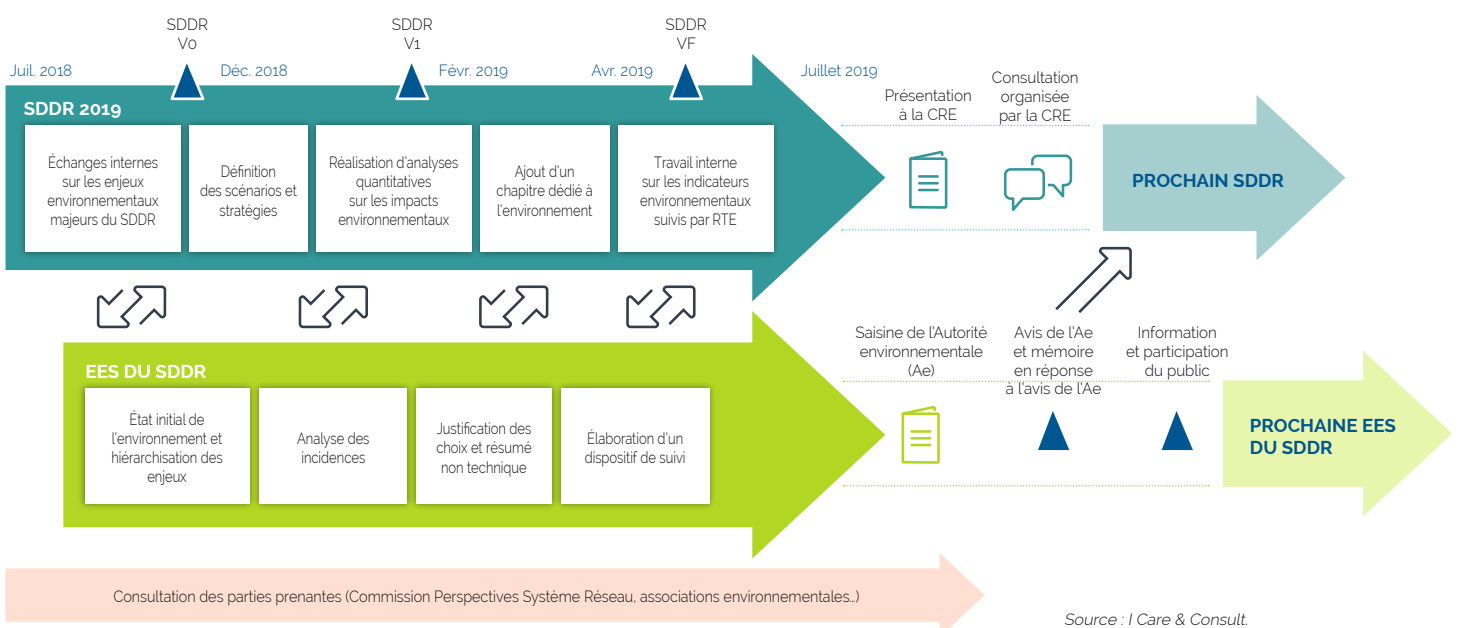 SDDR
V0
SDDR
V1
SDDR
VF
Juil. 2018
Déc. 2018
Févr. 2019
Avr. 2019
Juillet 2019
SDDR 2019
Échanges internes
sur les enjeux
environnementaux
majeurs du SDDR
Définition
des scénarios et
stratégies
Réalisation d'analyses
quantitatives
sur les impacts
environnementaux
Ajout d'un
chapitre dédié à
l'environnement
Travail interne
sur les indicateurs
environnementaux
suivis par RTE
Présentation
à la CRE
Consultation
organisée
par la CRE
PROCHAIN SDDR
EES DU SDDR
État initial de
l'environnement et
hiérarchisation des
enjeux
Analyse des
incidences
Justification des
choix et résumé
non technique
Élaboration d'un
dispositif de suivi
Saisine de l'Autorité
environnementale
(Ae)
Avis de l'Ae
et mémoire
en réponse
à l'avis de l'Ae
Information
et participation
du public
PROCHAINE EES
DU SDDR
Consultation des parties prenantes (Commission Perspectives Système Réseau, associations environnementales…)
Source : I Care & Consult.